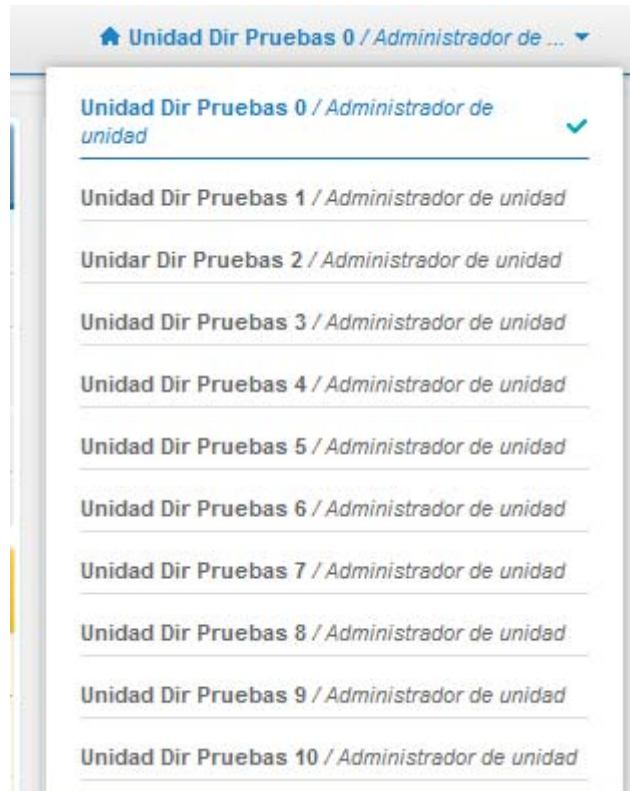 Unidad Dir Pruebas 0 / Administrador de ...
Unidad Dir Pruebas 0 / Administrador de
unidad
Unidad Dir Pruebas 1 / Administrador de unidad
Unidar Dir Pruebas 2 / Administrador de unidad
Unidad Dir Pruebas 3 / Administrador de unidad
Unidad Dir Pruebas 4 / Administrador de unidad
Unidad Dir Pruebas 5 / Administrador de unidad
Unidad Dir Pruebas 6 / Administrador de unidad
Unidad Dir Pruebas 7 / Administrador de unidad
Unidad Dir Pruebas 8 / Administrador de unidad
Unidad Dir Pruebas 9 / Administrador de unidad
Unidad Dir Pruebas 10 / Administrador de unidad